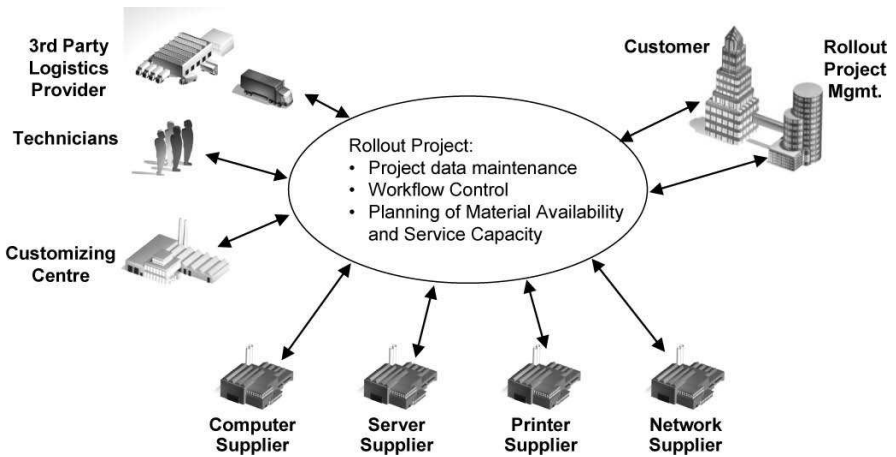 3rd Party
Logistics
Provider
Customer
Rollout
Project
Mgmt.
Technicians
Rollout Project:
• Project data maintenance
• Workflow Control
• Planning of Material Availability
and Service Capacity
Customizing
Centre
Computer
Supplier
Server
Supplier
Printer
Supplier
Network
Supplier